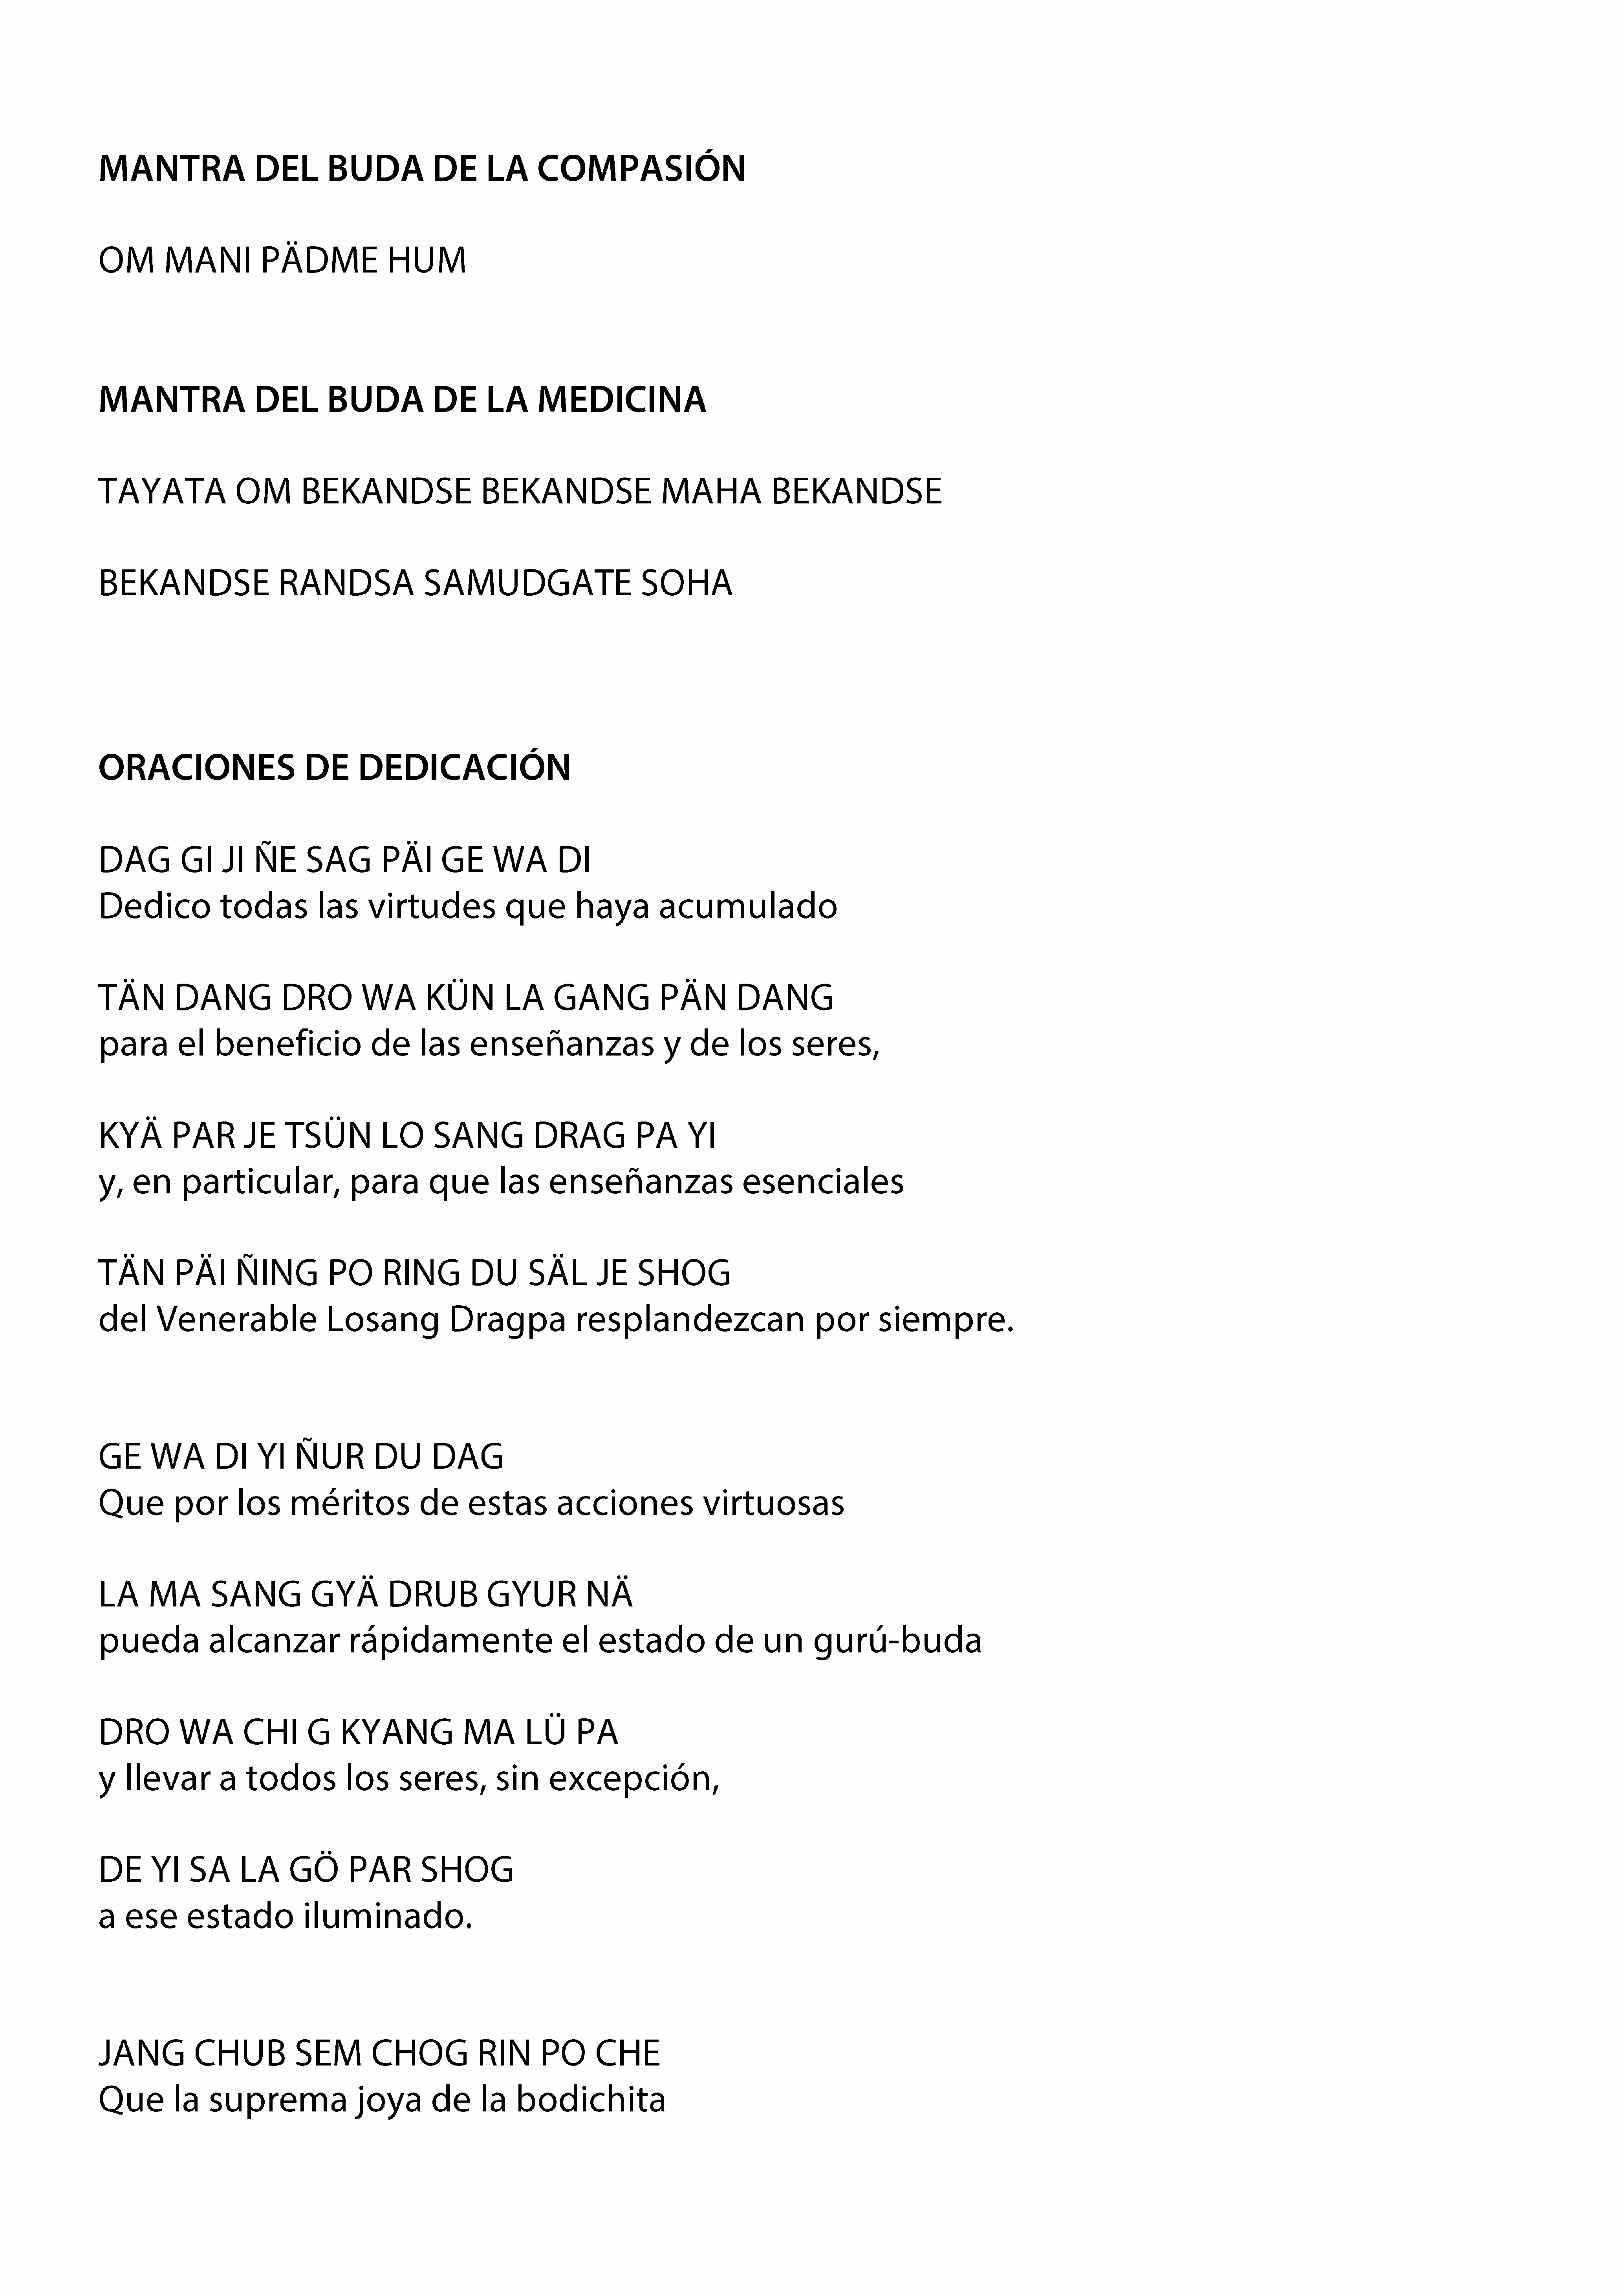 MANTRA DEL BUDA DE LA COMPASIÓN
OM MANI PÄDME HUM
MANTRA DEL BUDA DE LA MEDICINA
TAYATA OM BEKANDSE BEKANDSE MAHA BEKANDSE
BEKANDSE RANDSA SAMUDGATE SOHA
ORACIONES DE DEDICACIÓN
DAG GI JI ÑE SAG PÄI GE WA DI
Dedico todas las virtudes que haya acumulado
TÄN DANG DRO WA KÜN LA GANG PÄN DANG
para el beneficio de las enseñanzas y de los seres,
KYÄ PAR JE TSÜN LO SANG DRAG PA YI
y, en particular, para que las enseñanzas esenciales
TÄN PÄI ÑING PO RING DU SÄL JE SHOG
del Venerable Losang Dragpa resplandezcan por siempre.
GE WA DI YI ÑUR DU DAG
Que por los méritos de estas acciones virtuosas
LA MA SANG GYÄ DRUB GYUR NÄ
pueda alcanzar rápidamente el estado de un gurú-buda
DRO WA CHI G KYANG MA LÜ PA
y llevar a todos los seres, sin excepción,
DE YI SA LA GÖ PAR SHOG
a ese estado iluminado.
JANG CHUB SEM CHOG RIN PO CHE
Que la suprema joya de la bodichita